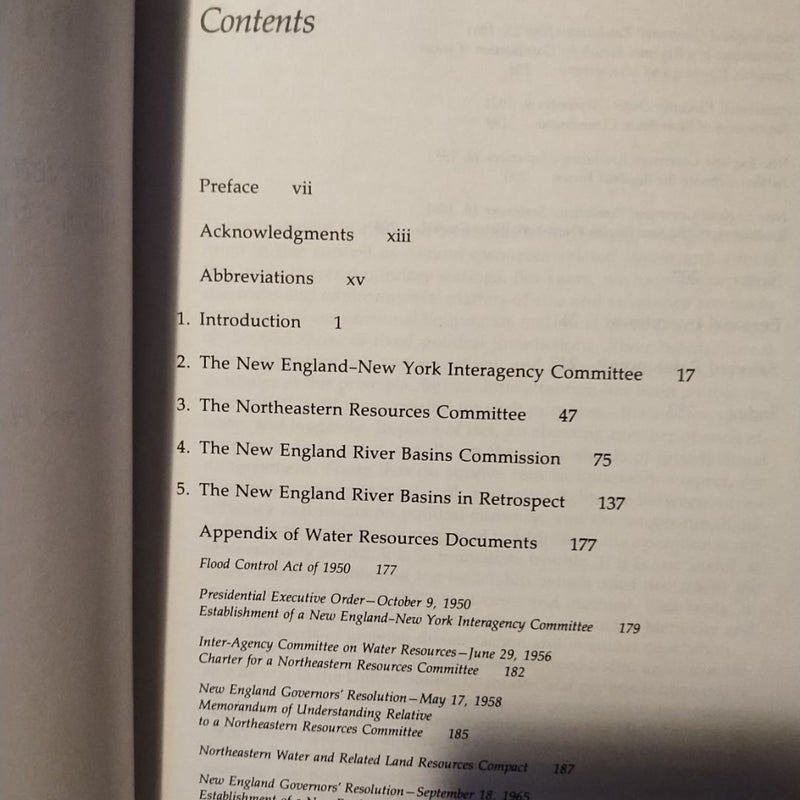 Contents
Preface vii
Acknowledgments xiii
Abbreviations xv
1. Introduction 1
2. The New England–New York Interagency Committee 17
3. The Northeastern Resources Committee 47
4. The New England River Basins Commission 75
5. The New England River Basins in Retrospect 137
Appendix of Water Resources Documents 177
Flood Control Act of 1950 177
Presidential Executive Order—October 9, 1950
Establishment of a New England–New York Interagency Committee 179
Inter-Agency Committee on Water Resources—June 29, 1956
Charter for a Northeastern Resources Committee 182
New England Governors' Resolution—May 17, 1958
Memorandum of Understanding Relative
to a Northeastern Resources Committee 185
Northeastern Water and Related Land Resources Compact 187
New England Governors' Resolution—September 18, 1965
Establishment of a New